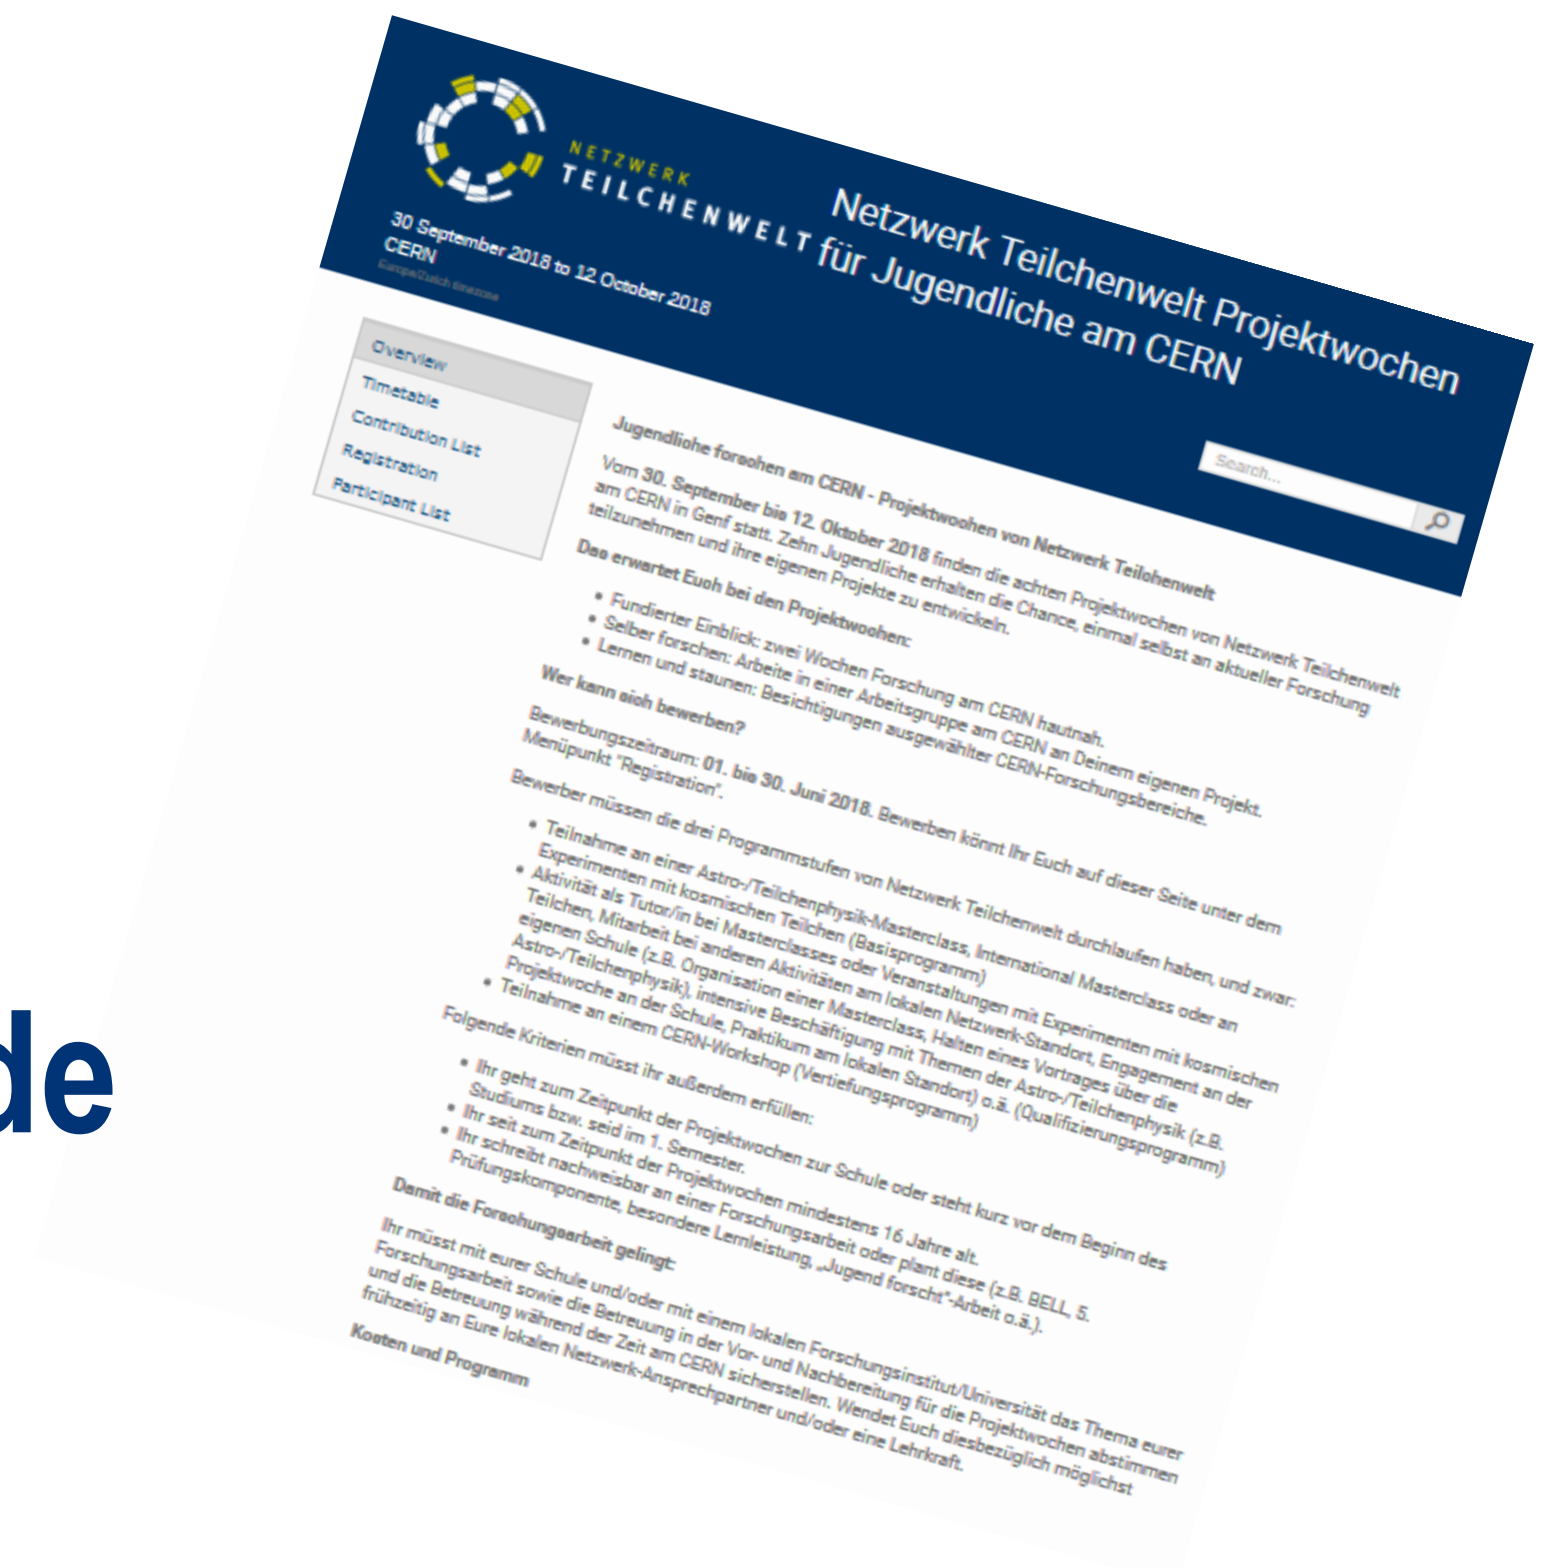 NETZWERK
TEILCHENWELT
Netzwerk Teilchenwelt Projektwochen
für Jugendliche am CERN
30 September 2018 to 12 October 2018
CERN
Europe/Zurich timezone
Search...
Overview
Timetable
Contribution List
Registration
Participant List
Jugendliche forschen am CERN - Projektwochen von Netzwerk Teilchenwelt
Vom 30. September bis 12. Oktober 2018 finden die achten Projektwochen von Netzwerk Teilchenwelt
am CERN in Genf statt. Zehn Jugendliche erhalten die Chance, einmal selbst an aktueller Forschung
teilzunehmen und ihre eigenen Projekte zu entwickeln.
Das erwartet Euch bei den Projektwochen:
• Fundierter Einblick: zwei Wochen Forschung am CERN hautnah.
• Selber forschen: Arbeite in einer Arbeitsgruppe am CERN an Deinem eigenen Projekt.
• Lernen und staunen: Besichtigungen ausgewählter CERN-Forschungsbereiche.
Wer kann sich bewerben?
Bewerbungszeitraum: 01. bis 30. Juni 2018. Bewerben könnt Ihr Euch auf dieser Seite unter dem
Menüpunkt "Registration".
Bewerber müssen die drei Programmstufen von Netzwerk Teilchenwelt durchlaufen haben, und zwar:
• Teilnahme an einer Astro-/Teilchenphysik-Masterclass, International Masterclass oder an
Experimenten mit kosmischen Teilchen (Basisprogramm)
• Aktivität als Tutor/in bei Masterclasses oder Veranstaltungen mit Experimenten mit kosmischen
Teilchen, Mitarbeit bei anderen Aktivitäten am lokalen Netzwerk-Standort, Engagement an der
eigenen Schule (z.B. Organisation einer Masterclass, Halten eines Vortrages über die
Astro-/Teilchenphysik), intensive Beschäftigung mit Themen der Astro-/Teilchenphysik (z.B.
Projektwoche an der Schule, Praktikum am lokalen Standort) o.ä. (Qualifizierungsprogramm)
• Teilnahme an einem CERN-Workshop (Vertiefungsprogramm)
Folgende Kriterien müsst ihr außerdem erfüllen:
• Ihr geht zum Zeitpunkt der Projektwochen zur Schule oder steht kurz vor dem Beginn des
Studiums bzw. seid im 1. Semester.
• Ihr seit zum Zeitpunkt der Projektwochen mindestens 16 Jahre alt.
• Ihr schreibt nachweisbar an einer Forschungsarbeit oder plant diese (z.B. BELL, 5.
Prüfungskomponente, besondere Lernleistung, „Jugend forscht"-Arbeit o.ä.).
Damit die Forschungsarbeit gelingt:
Ihr müsst mit eurer Schule und/oder mit einem lokalen Forschungsinstitut/Universität das Thema eurer
Forschungsarbeit sowie die Betreuung in der Vor- und Nachbereitung für die Projektwochen abstimmen
und die Betreuung während der Zeit am CERN sicherstellen. Wendet Euch diesbezüglich möglichst
frühzeitig an Eure lokalen Netzwerk-Ansprechpartner und/oder eine Lehrkraft.
Kosten und Programm
de